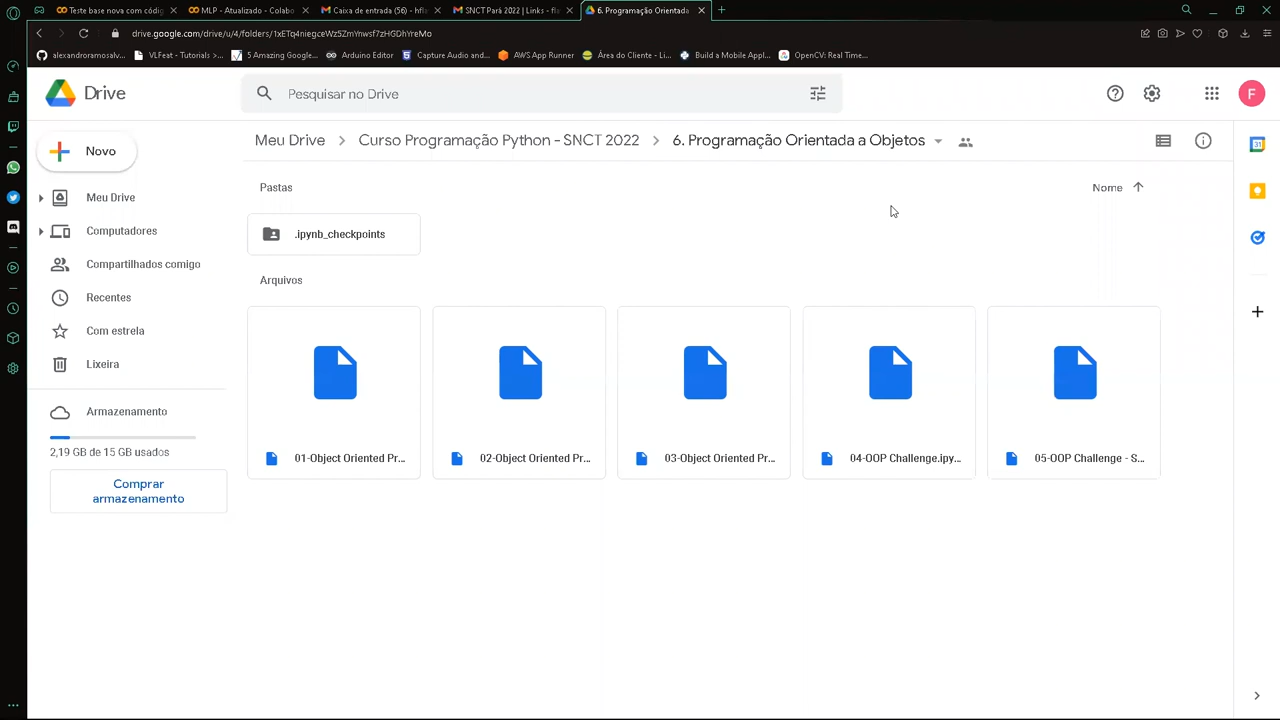 Teste base nova com códig
MLP - Atualizado - Colabo
Caixa de entrada (56) - hfla
SNCT Pará 2022 | Links - fla
6. Programação Orientada
drive.google.com/drive/u/4/folders/1xETq4niegceWz5ZmYnwsf7zHGDhYreMo
alexandroramosalv...
VLFeat - Tutorials >...
5 Amazing Google...
Arduino Editor
Capture Audio and...
AWS App Runner
Área do Cliente - Li...
Build a Mobile Appl...
OpenCV: Real Time...
Drive
Pesquisar no Drive
F
Novo
Meu Drive
Curso Programação Python - SNCT 2022
6. Programação Orientada a Objetos
31
Meu Drive
Computadores
Compartilhados comigo
Recentes
Com estrela
Lixeira
Armazenamento
2,19 GB de 15 GB usados
Comprar
armazenamento
Pastas
Nome
.ipynb_checkpoints
Arquivos
01-Object Oriented Pr...
02-Object Oriented Pr...
03-Object Oriented Pr...
04-OOP Challenge.ipy...
05-OOP Challenge - S...